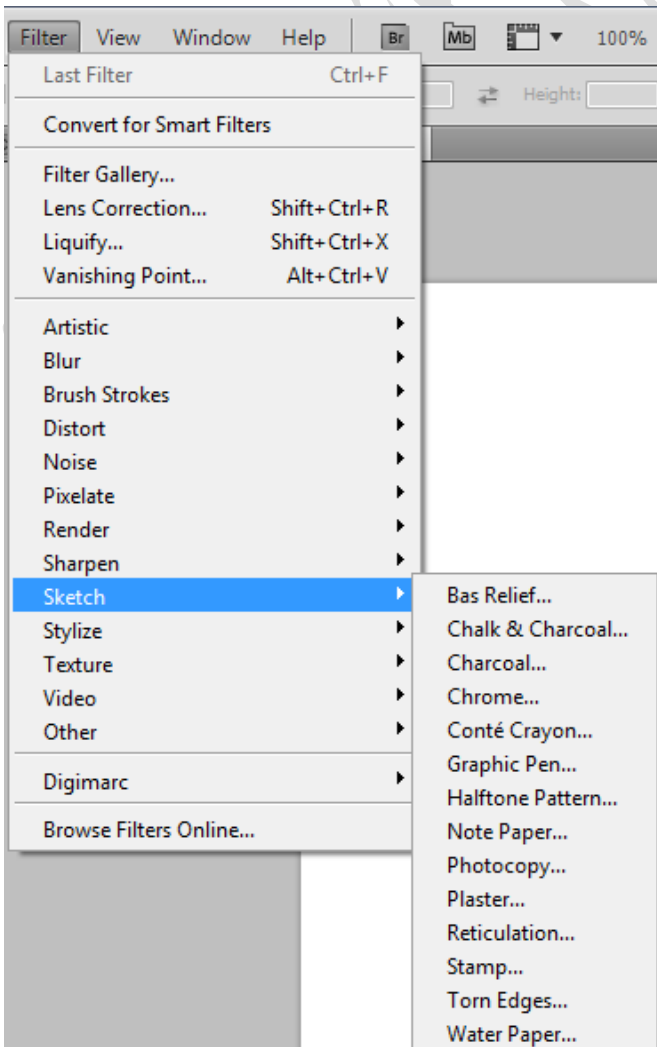 Filter View Window Help Br Mb 100%
Height:
Last Filter Ctrl+F
Convert for Smart Filters
Filter Gallery...
Lens Correction... Shift+Ctrl+R
Liquify... Shift+Ctrl+X
Vanishing Point... Alt+Ctrl+V
Artistic
Blur
Brush Strokes
Distort
Noise
Pixelate
Render
Sharpen
Sketch
Stylize
Texture
Video
Other
Digimarc
Browse Filters Online...
Bas Relief...
Chalk & Charcoal...
Charcoal...
Chrome...
Conté Crayon...
Graphic Pen...
Halftone Pattern...
Note Paper...
Photocopy...
Plaster...
Reticulation...
Stamp...
Torn Edges...
Water Paper...